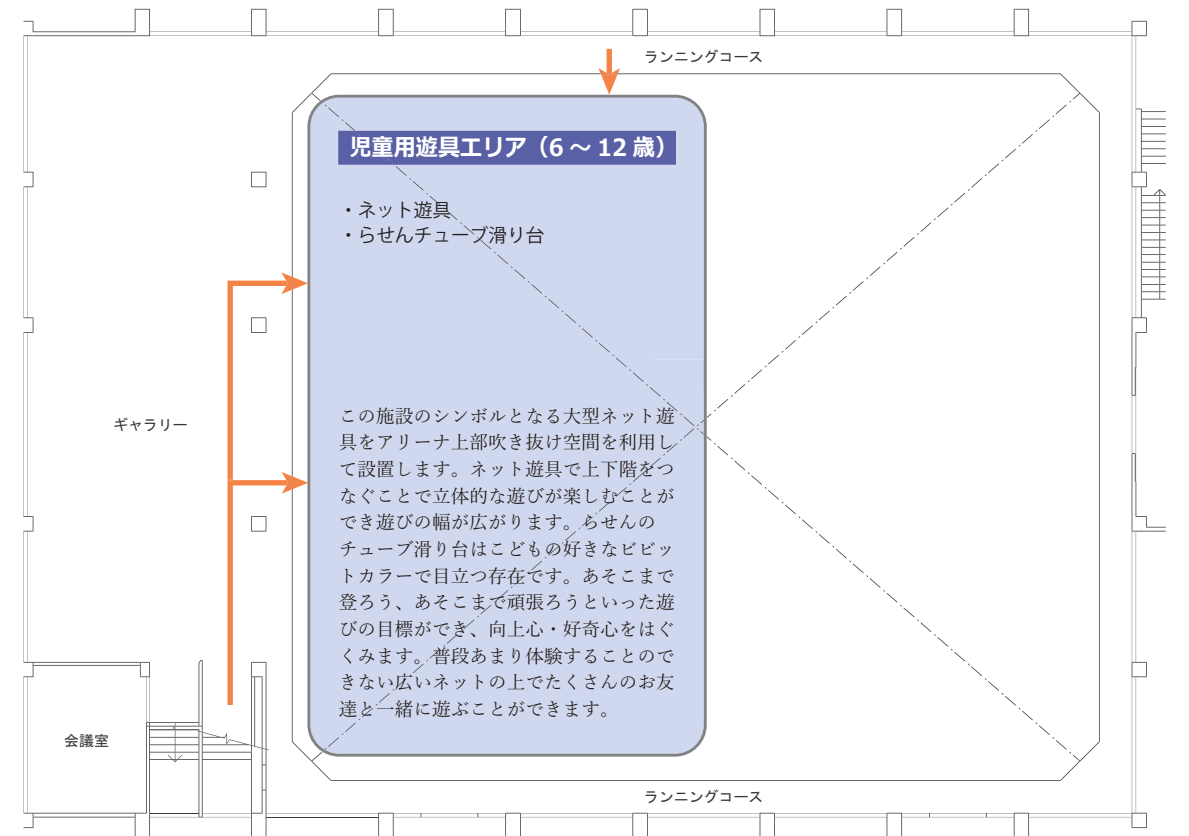 ランニングコース
児童用遊具エリア（6 〜 12 歳）
・ネット遊具
・らせんチューブ滑り台
ギャラリー
この施設のシンボルとなる大型ネット遊
具をアリーナ上部吹き抜け空間を利用し
て設置します。ネット遊具で上下階をつ
なぐことで立体的な遊びが楽しむことが
でき遊びの幅が広がります。らせんの
チューブ滑り台はこどもの好きなビビッ
トカラーで目立つ存在です。あそこまで
登ろう、あそこまで頑張ろうといった遊
びの目標ができ、向上心・好奇心をはぐ
くみます。普段あまり体験することので
きない広いネットの上でたくさんのお友
達と一緒に遊ぶことができます。
会議室
ランニングコース